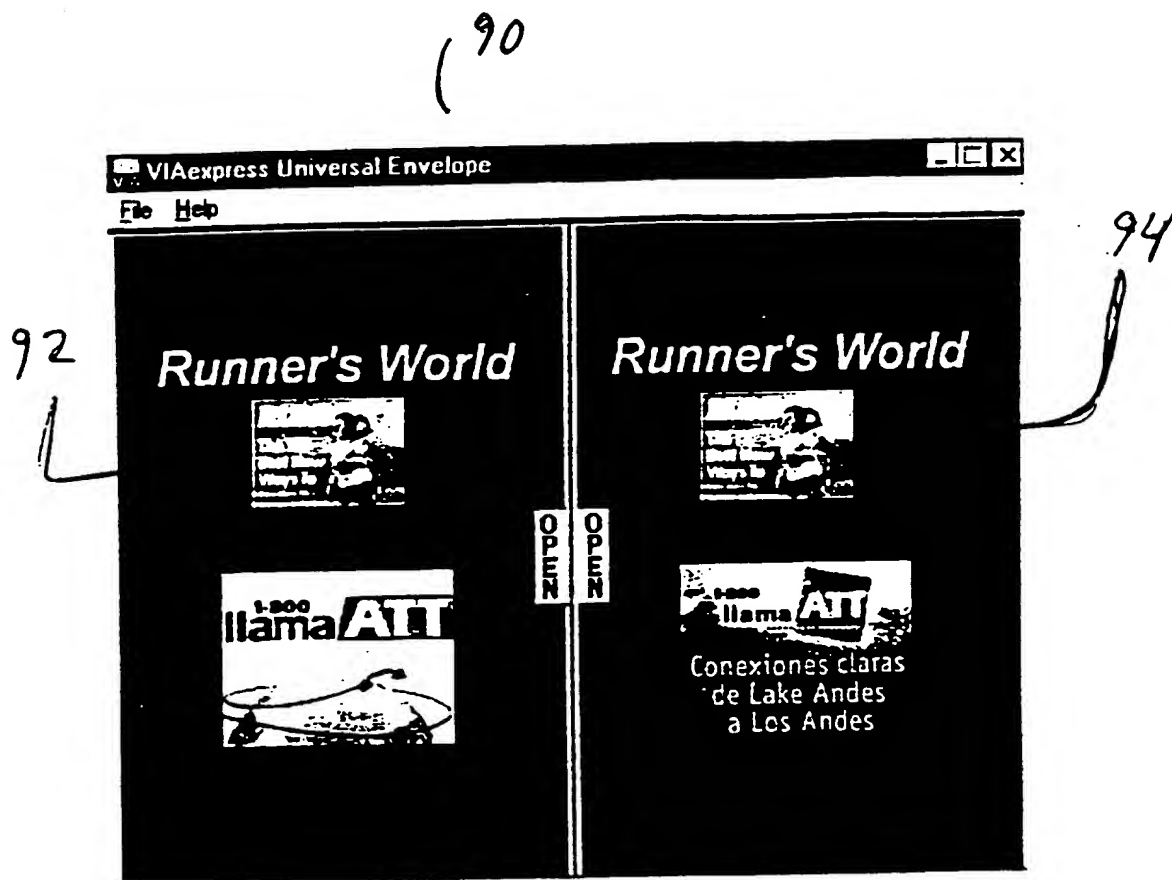 90
VIAexpress Universal Envelope
File Help
94
92
Runner's World
Runner's World
OPEN
OPEN
1-800
llama ATT
1-800
llama ATT
Conexiones claras
de Lake Andes
a Los Andes